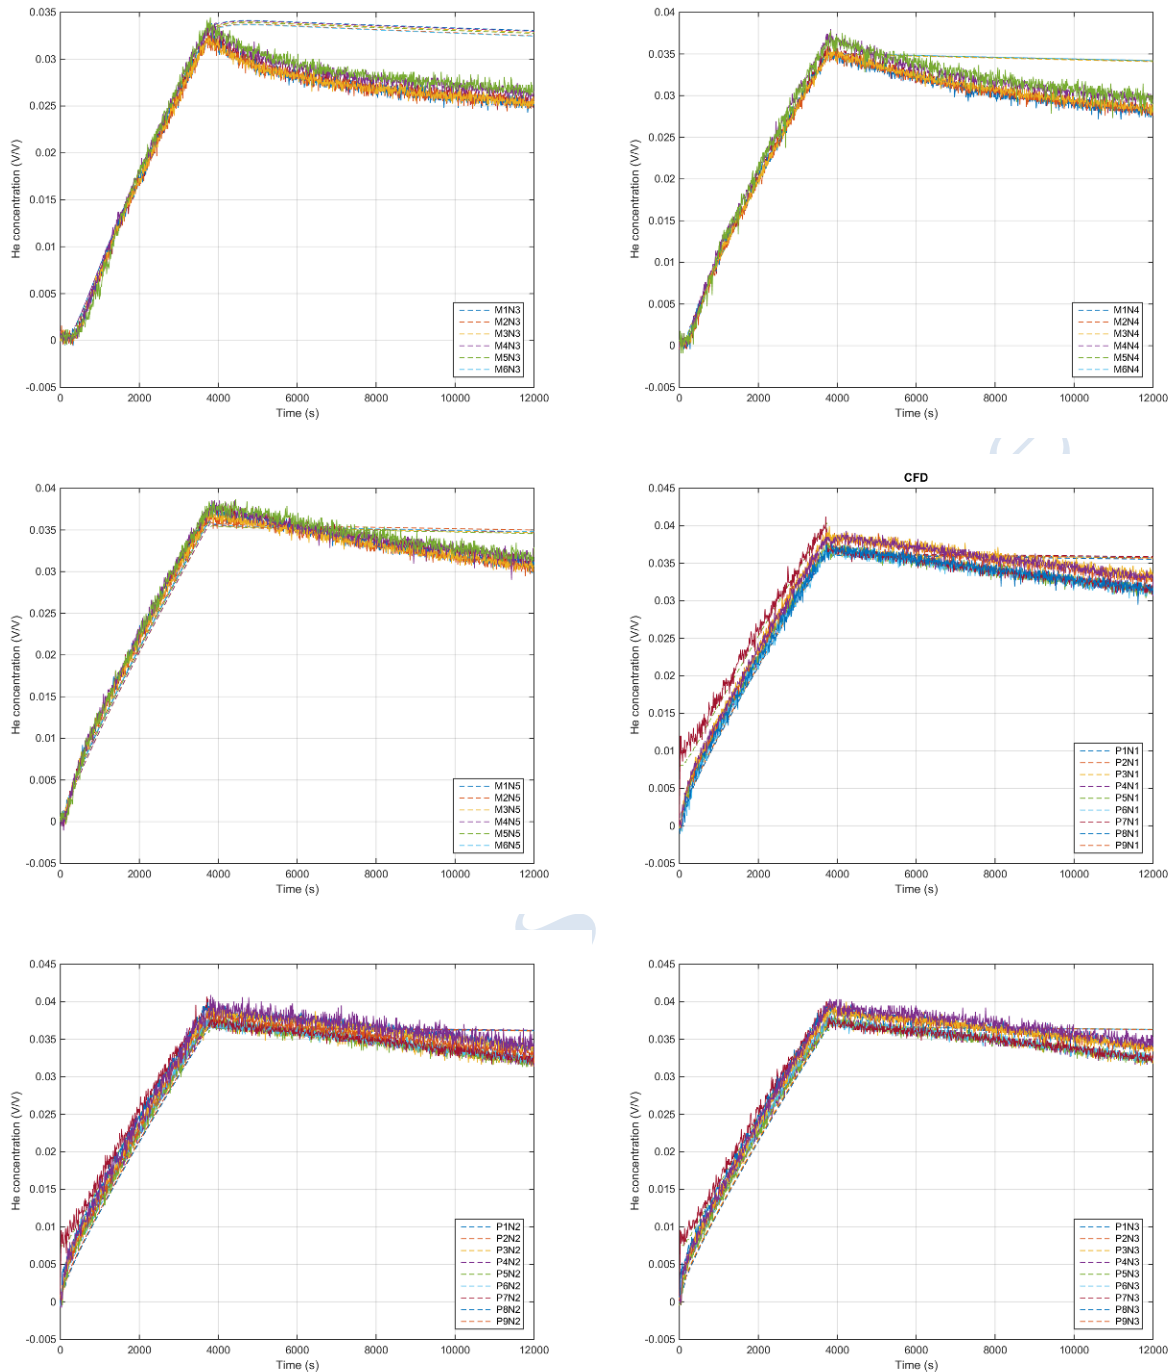 He concentration (V/V)
0.035
0.03
0.025
0.02
0.015
0.01
0.005
0
-0.005
0 2000 4000 6000 8000 10000 12000
Time (s)
M1N3
M2N3
M3N3
M4N3
M5N3
M6N3
He concentration (V/V)
0.04
0.035
0.03
0.025
0.02
0.015
0.01
0.005
0
-0.005
0 2000 4000 6000 8000 10000 12000
Time (s)
M1N4
M2N4
M3N4
M4N4
M5N4
M6N4
He concentration (V/V)
0.04
0.035
0.03
0.025
0.02
0.015
0.01
0.005
0
-0.005
0 2000 4000 6000 8000 10000 12000
Time (s)
M1N5
M2N5
M3N5
M4N5
M5N5
M6N5
CFD
He concentration (V/V)
0.045
0.04
0.035
0.03
0.025
0.02
0.015
0.01
0.005
0
-0.005
0 2000 4000 6000 8000 10000 12000
Time (s)
P1N1
P2N1
P3N1
P4N1
P5N1
P6N1
P7N1
P8N1
P9N1
He concentration (V/V)
0.045
0.04
0.035
0.03
0.025
0.02
0.015
0.01
0.005
0
-0.005
0 2000 4000 6000 8000 10000 12000
Time (s)
P1N2
P2N2
P3N2
P4N2
P5N2
P6N2
P7N2
P8N2
P9N2
He concentration (V/V)
0.045
0.04
0.035
0.03
0.025
0.02
0.015
0.01
0.005
0
-0.005
0 2000 4000 6000 8000 10000 12000
Time (s)
P1N3
P2N3
P3N3
P4N3
P5N3
P6N3
P7N3
P8N3
P9N3